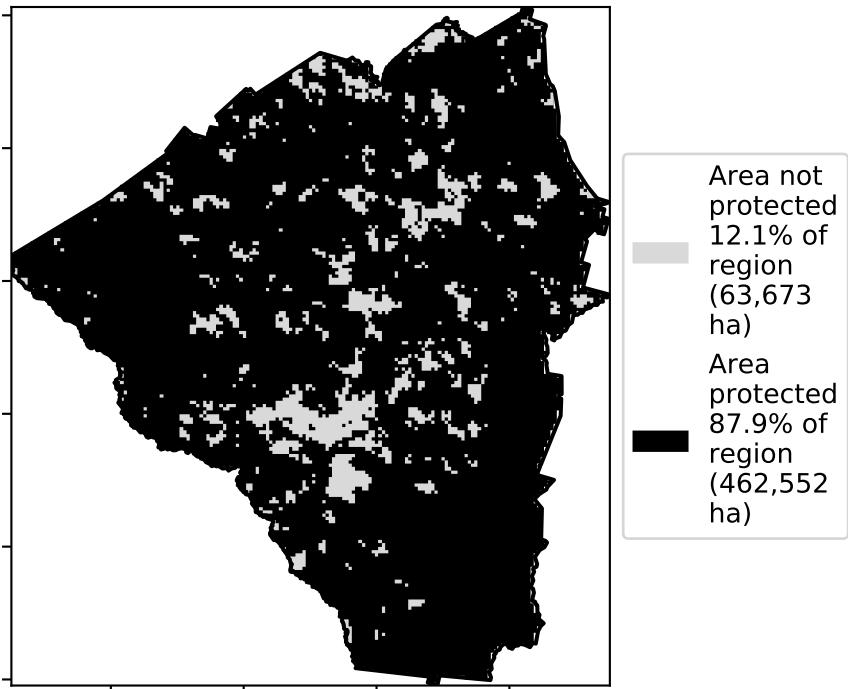 Area not
protected
12.1% of
region
(63,673
ha)
Area
protected
87.9% of
region
(462,552
ha)